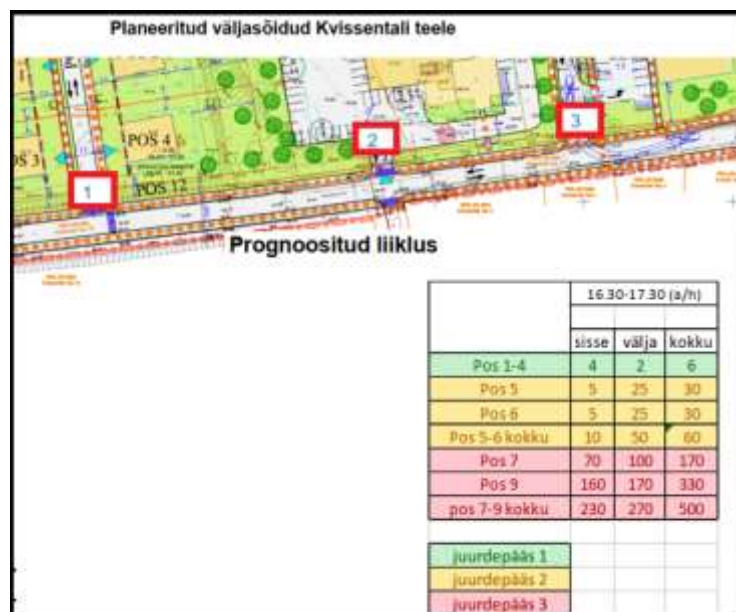 Planeeritud väljasõidud Kvissentali teele
3
2
POS 4
POS 3
1
POS 12
Prognoositud liiklus
16.30-17.30 (a/h)
sisse välja kokku
Pos 1-4 4 2 6
Pos 5 5 25 30
Pos 6 5 25 30
Pos 5-6 kokku 10 50 60
Pos 7 70 100 170
Pos 9 160 170 330
pos 7-9 kokku 230 270 500
juurdepääs 1
juurdepääs 2
juurdepääs 3